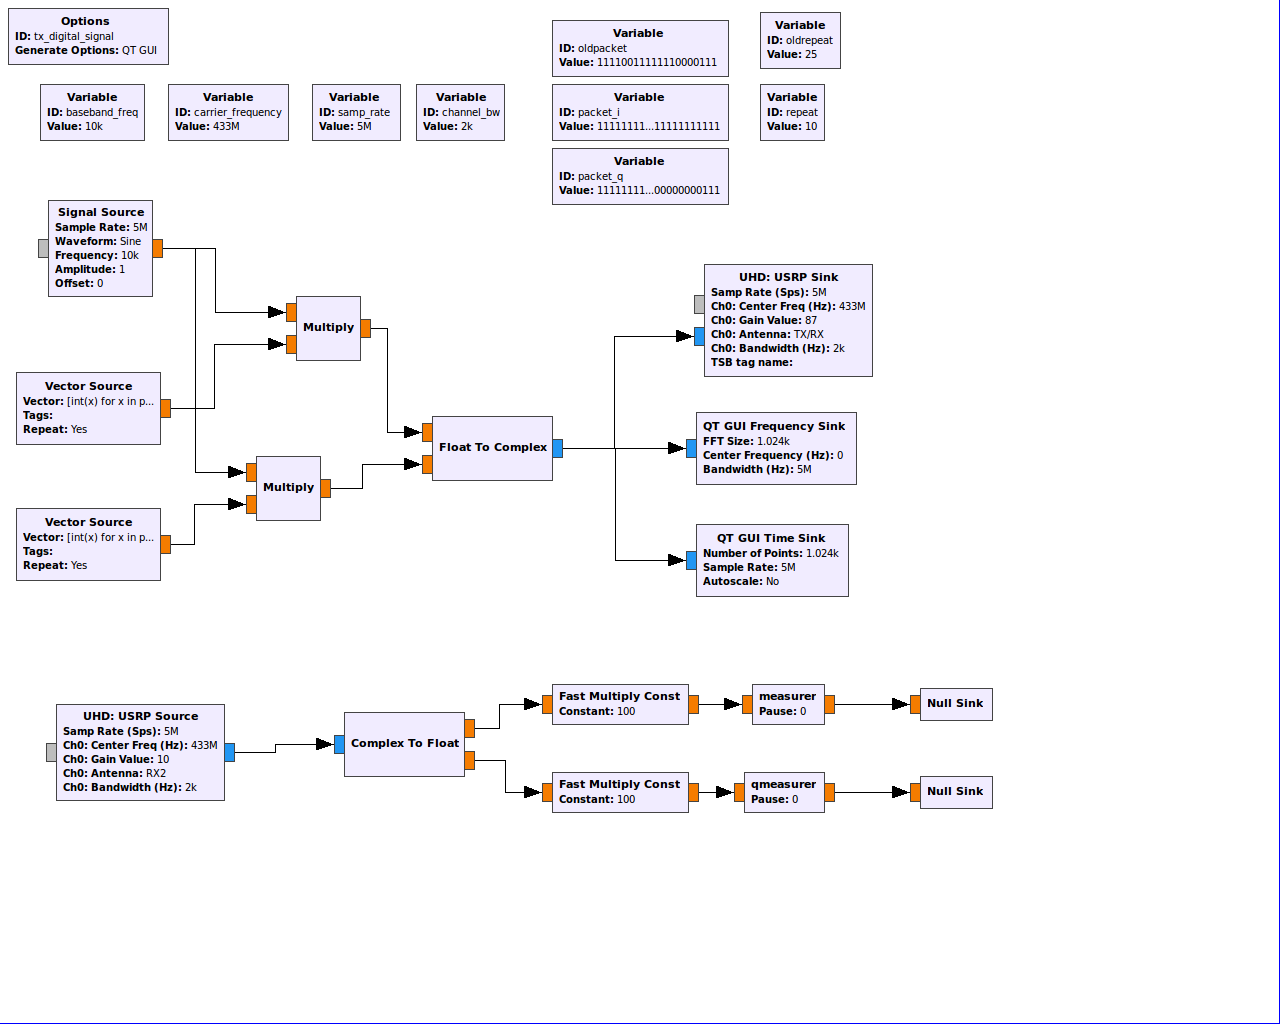 Options
ID: tx_digital_signal
Generate Options: QT GUI
Variable
ID: oldpacket
Value: 11110011111110000111
Variable
ID: oldrepeat
Value: 25
Variable
ID: baseband_freq
Value: 10k
Variable
ID: carrier_frequency
Value: 433M
Variable
ID: samp_rate
Value: 5M
Variable
ID: channel_bw
Value: 2k
Variable
ID: packet_i
Value: 11111111...11111111111
Variable
ID: repeat
Value: 10
Variable
ID: packet_q
Value: 11111111...00000000111
Signal Source
Sample Rate: 5M
Waveform: Sine
Frequency: 10k
Amplitude: 1
Offset: 0
Multiply
Vector Source
Vector: [int(x) for x in p...
Tags:
Repeat: Yes
Multiply
Vector Source
Vector: [int(x) for x in p...
Tags:
Repeat: Yes
Float To Complex
UHD: USRP Sink
Samp Rate (Sps): 5M
Ch0: Center Freq (Hz): 433M
Ch0: Gain Value: 87
Ch0: Antenna: TX/RX
Ch0: Bandwidth (Hz): 2k
TSB tag name:
QT GUI Frequency Sink
FFT Size: 1.024k
Center Frequency (Hz): 0
Bandwidth (Hz): 5M
QT GUI Time Sink
Number of Points: 1.024k
Sample Rate: 5M
Autoscale: No
UHD: USRP Source
Samp Rate (Sps): 5M
Ch0: Center Freq (Hz): 433M
Ch0: Gain Value: 10
Ch0: Antenna: RX2
Ch0: Bandwidth (Hz): 2k
Complex To Float
Fast Multiply Const
Constant: 100
measurer
Pause: 0
Null Sink
Fast Multiply Const
Constant: 100
qmeasurer
Pause: 0
Null Sink